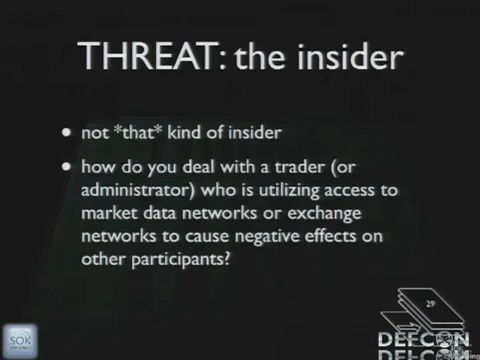 THREAT: the insider
not *that* kind of insider
how do you deal with a trader (or
administrator) who is utilizing access to
market data networks or exchange
networks to cause negative effects on
other participants?
29
SOK
DEFCON